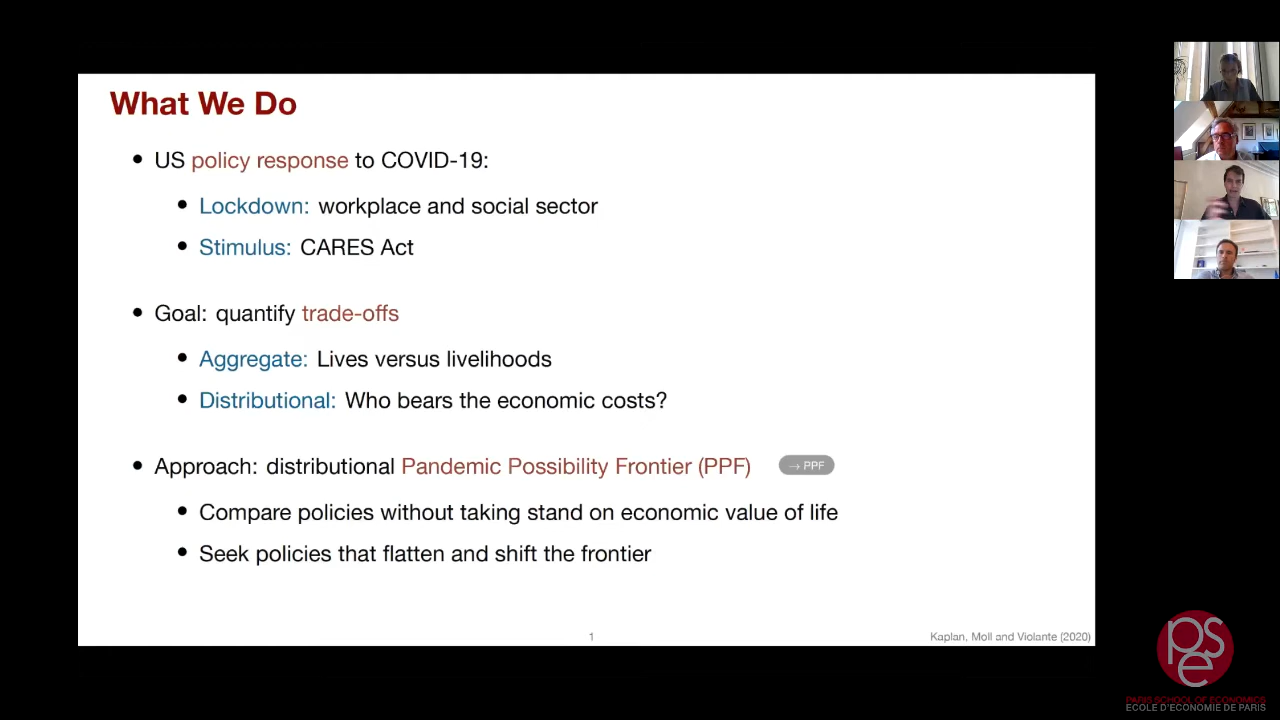 What We Do
• US policy response to COVID-19:
• Lockdown: workplace and social sector
• Stimulus: CARES Act
• Goal: quantify trade-offs
• Aggregate: Lives versus livelihoods
• Distributional: Who bears the economic costs?
• Approach: distributional Pandemic Possibility Frontier (PPF) → PPF
• Compare policies without taking stand on economic value of life
• Seek policies that flatten and shift the frontier
1
Kaplan, Moll and Violante (2020)
pse
PARIS SCHOOL OF ECONOMICS
ECOLE D'ECONOMIE DE PARIS